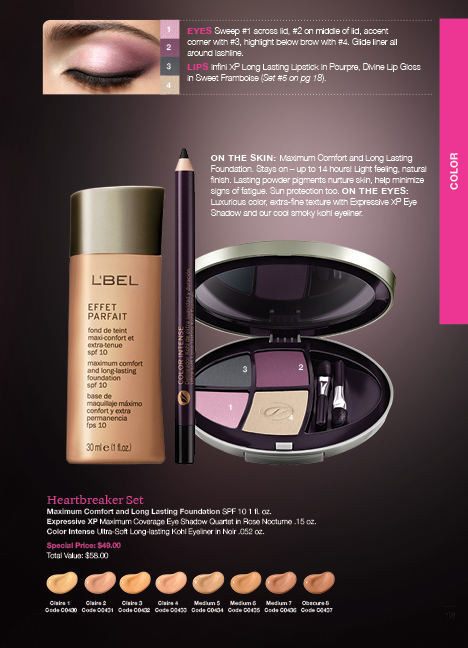 1
2
3
4
EYES Sweep #1 across lid, #2 on middle of lid, accent
corner with #3, highlight below brow with #4. Glide liner all
around lashline.
LIPS Infini XP Long Lasting Lipstick in Pourpre, Divine Lip Gloss
in Sweet Framboise (Set #6 on pg 18).
COLOR
ON THE SKIN: Maximum Comfort and Long Lasting
Foundation. Stays on – up to 14 hours! Light feeling, natural
finish. Lasting powder pigments nurture skin, help minimize
signs of fatigue. Sun protection too. ON THE EYES:
Luxurious color, extra-fine texture with Expressive XP Eye
Shadow and our cool smoky kohl eyeliner.
L'BEL
EFFET
PARFAIT
fond de teint
maxi-confort et
extra-tenue
spf 10
maximum comfort
and long-lasting
foundation
spf 10
base de
maquillaje máximo
confort y extra
permanencia
fps 10
30 ml e (1 fl.oz.)
COLOR INTENSE
3
2
1
4
Heartbreaker Set
Maximum Comfort and Long Lasting Foundation SPF 10 1 fl. oz.
Expressive XP Maximum Coverage Eye Shadow Quartet in Rose Nocturne .15 oz.
Color Intense Ultra-Soft Long-lasting Kohl Eyeliner in Noir .052 oz.
Special Price: $49.00
Total Value: $58.00
Claire 1 Claire 2 Claire 3 Claire 4 Medium 5 Medium 6 Medium 7 Obscure 8
Code C0430 Code C0431 Code C0432 Code C0433 Code C0434 Code C0435 Code C0436 Code C0437